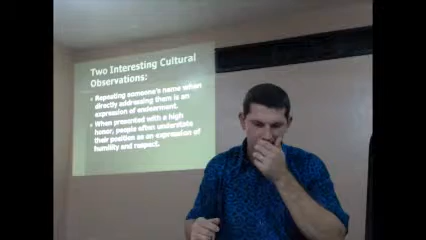 Two Interesting Cultural
Observations:
Repeating someone's name when
directly addressing them is an
expression of endearment.
When presented with a high
honor, people often understate
their position as an expression of
humility and respect.